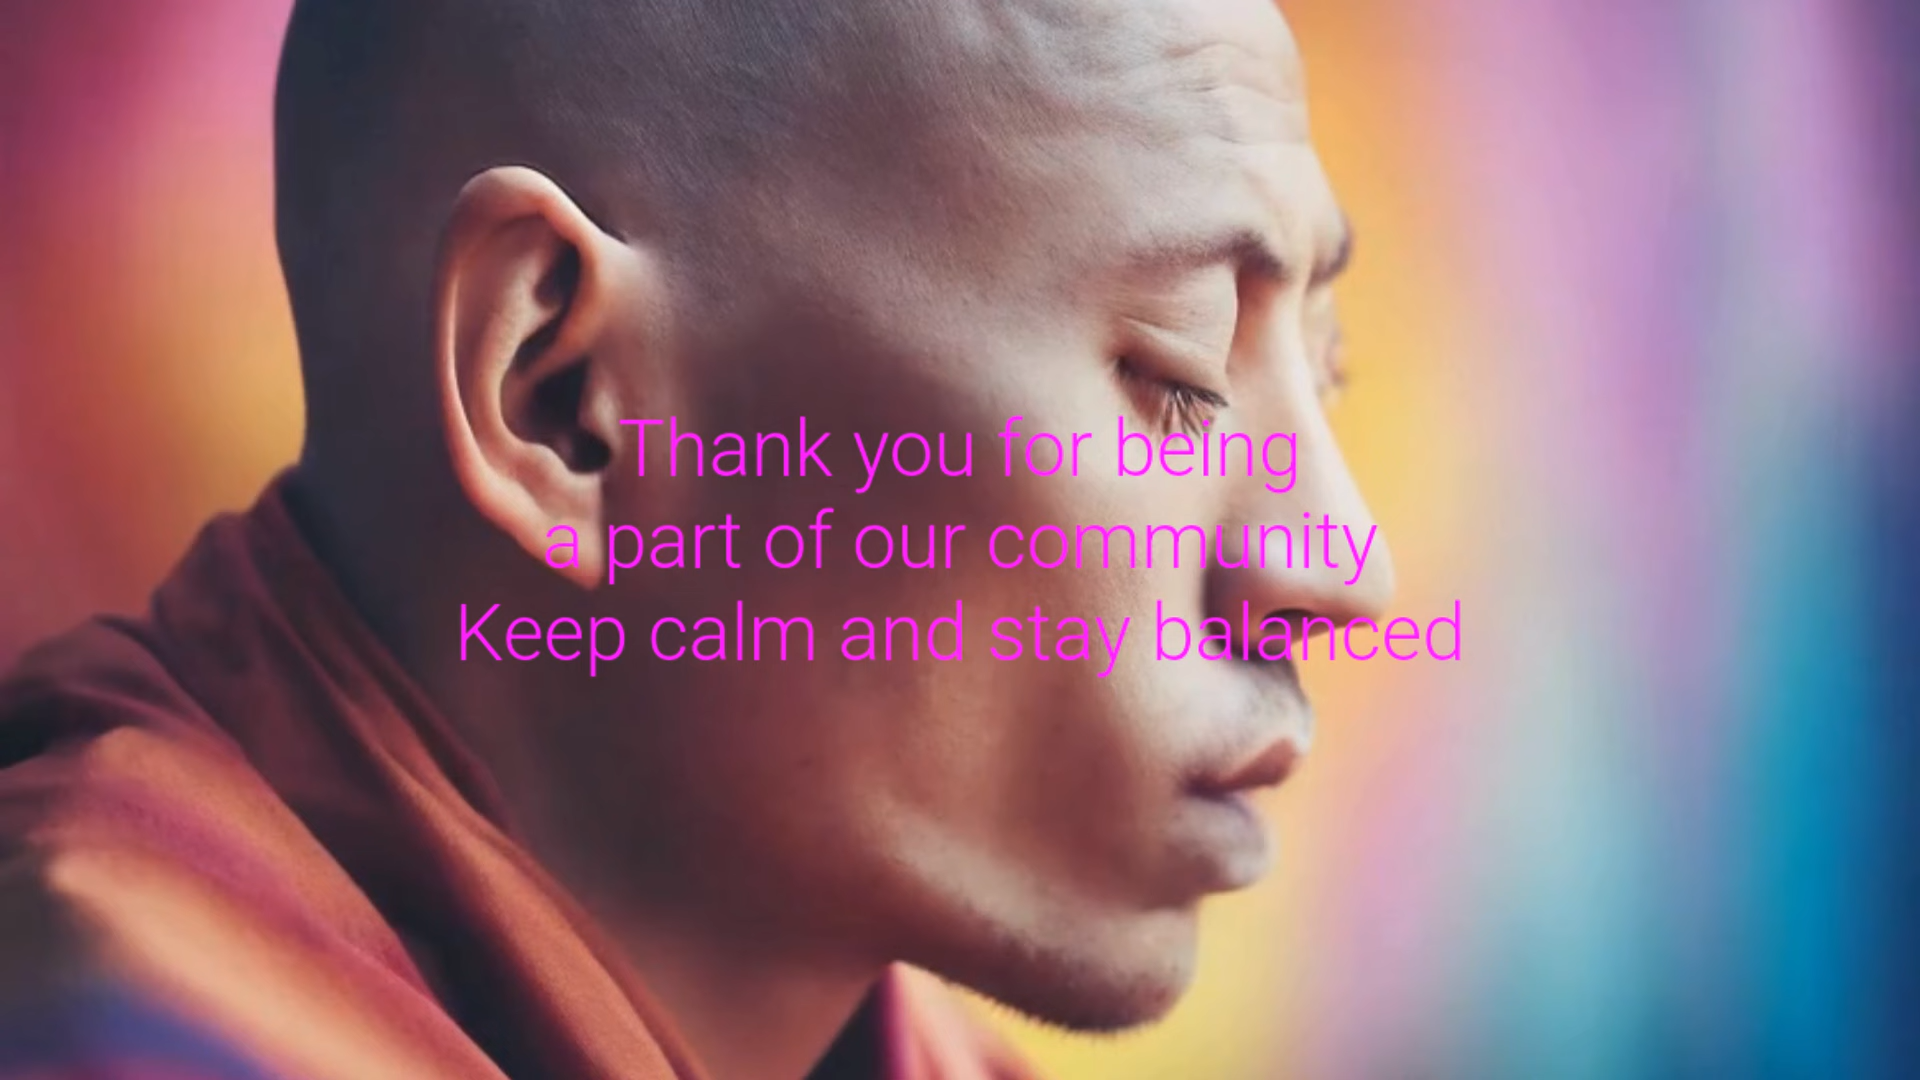 Thank you for being
a part of our community
Keep calm and stay balanced